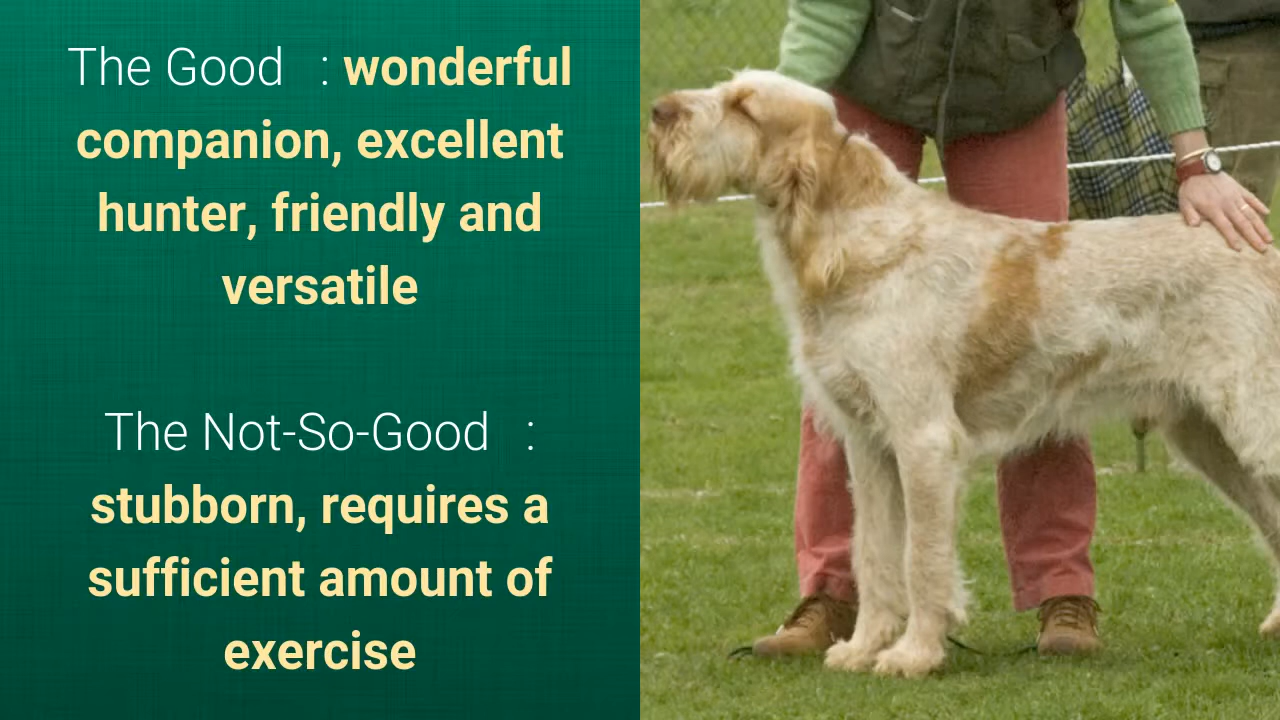 The Good : wonderful
companion, excellent
hunter, friendly and
versatile
The Not-So-Good :
stubborn, requires a
sufficient amount of
exercise